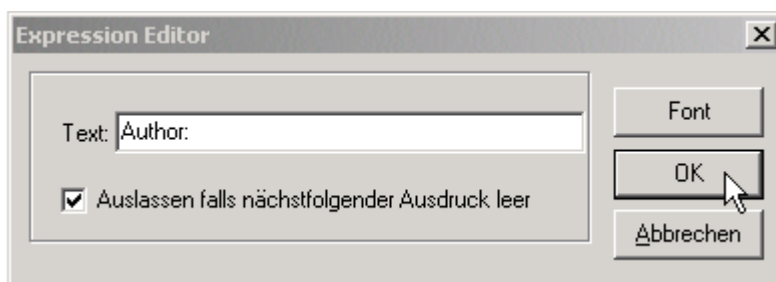 Expression Editor
Text: Author:
Auslassen falls nächstfolgender Ausdruck leer
Font
OK
Abbrechen